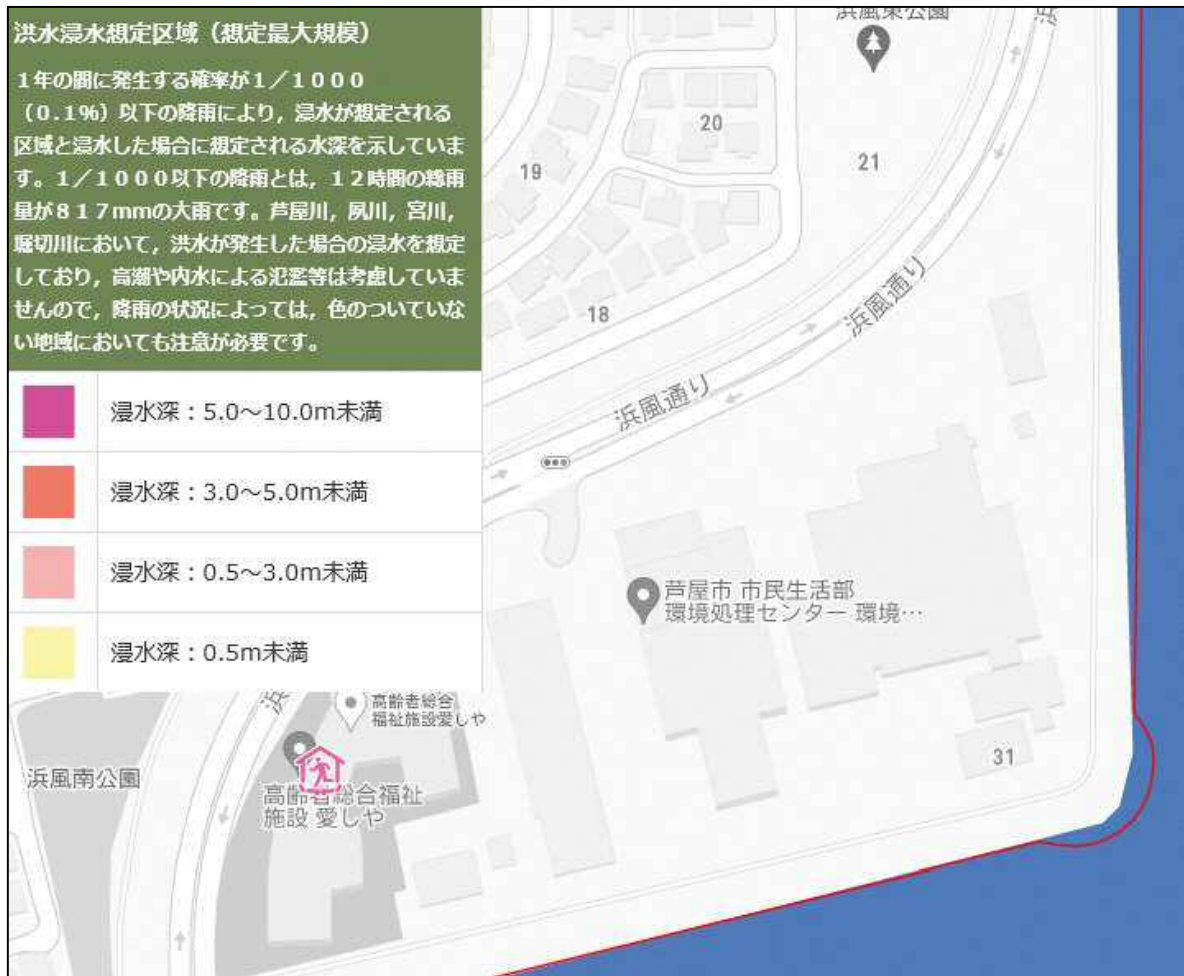 洪水浸水想定区域（想定最大規模）
１年の間に発生する確率が１／１０００
（０.１%）以下の降雨により，浸水が想定される
区域と浸水した場合に想定される水深を示していま
す。１／１０００以下の降雨とは，１２時間の総雨
量が８１７mmの大雨です。芦屋川，夙川，宮川，
堀切川において，洪水が発生した場合の浸水を想定
しており，高潮や内水による氾濫等は考慮していま
せんので，降雨の状況によっては，色のついていな
い地域においても注意が必要です。
浸水深：5.0～10.0m未満
浸水深：3.0～5.0m未満
浸水深：0.5～3.0m未満
浸水深：0.5m未満
浜風東公園
浜
20
19
21
18
浜風通り
浜風通り
芦屋市 市民生活部
環境処理センター 環境…
浜
高齢者総合
福祉施設愛しや
浜風南公園
高齢者総合福祉
施設 愛しや
31